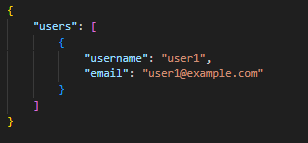 {
    "users": [
        {
            "username": "user1",
            "email": "user1@example.com"
        }
    ]
}